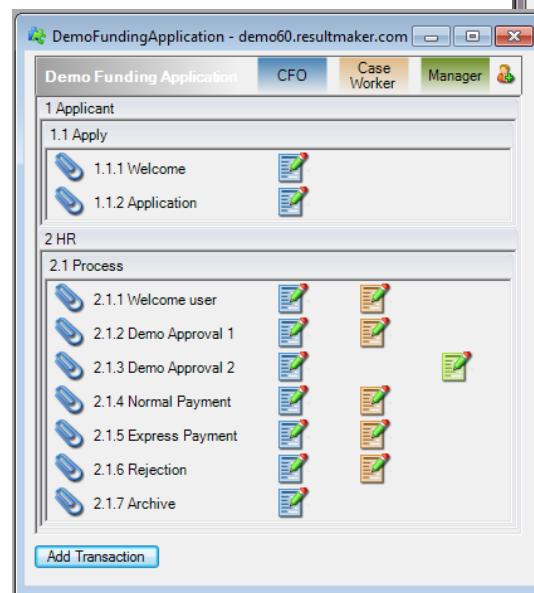 DemoFundingApplication - demo60.resultmaker.com
Demo Funding Application CFO Case Worker Manager
1 Applicant
1.1 Apply
1.1.1 Welcome
1.1.2 Application
2 HR
2.1 Process
2.1.1 Welcome user
2.1.2 Demo Approval 1
2.1.3 Demo Approval 2
2.1.4 Normal Payment
2.1.5 Express Payment
2.1.6 Rejection
2.1.7 Archive
Add Transaction